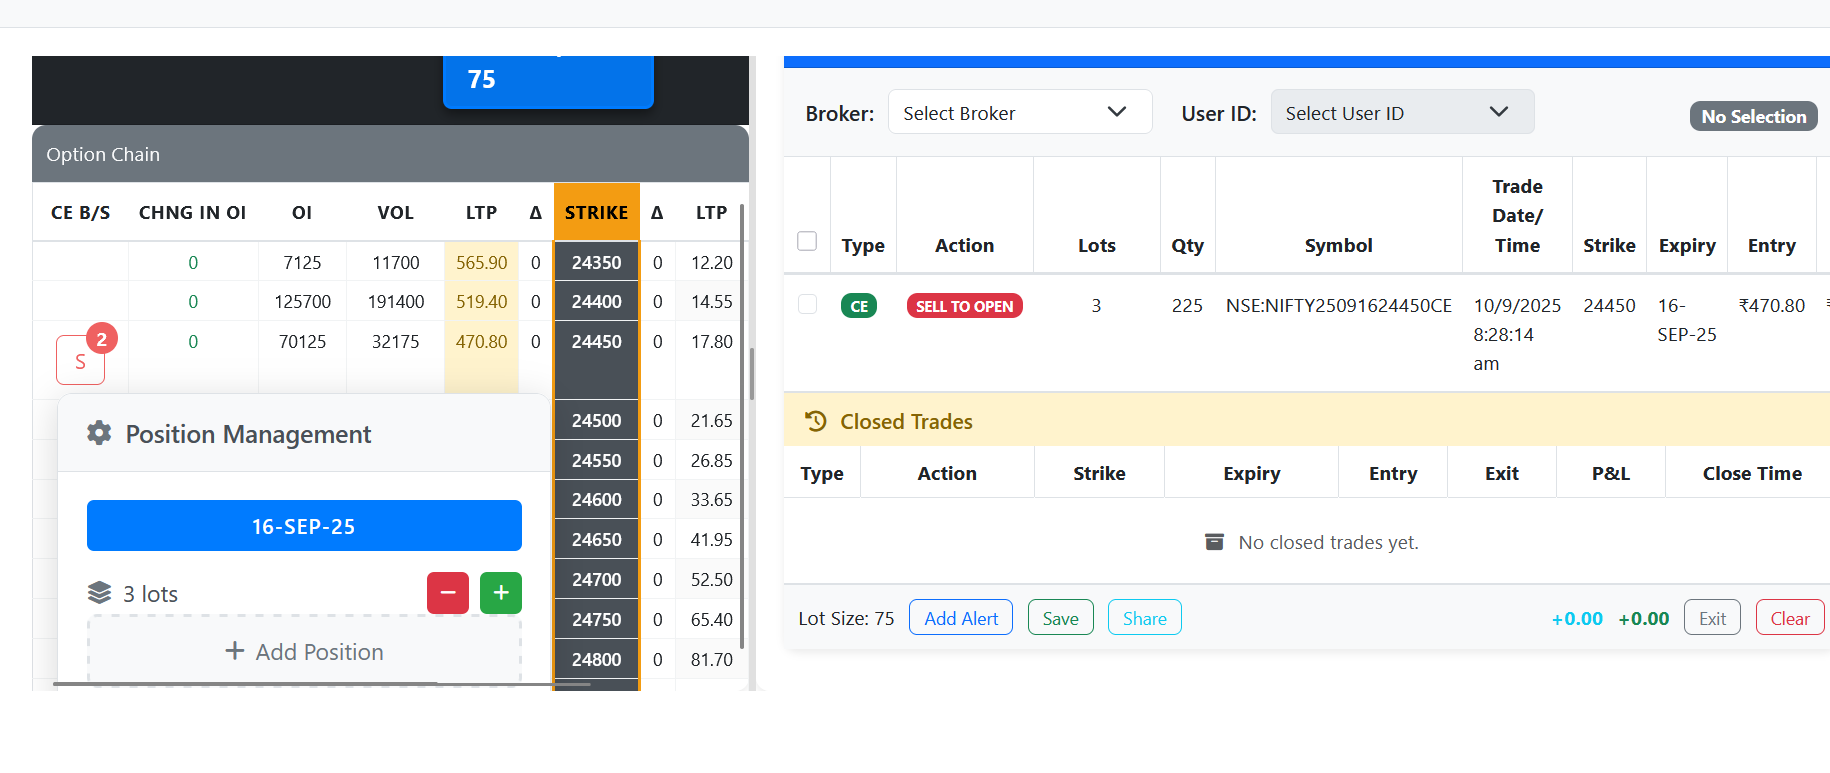 75
Option Chain
CE B/S CHNG IN OI OI VOL LTP Δ STRIKE Δ LTP
0 7125 11700 565.90 0 24350 0 12.20
0 125700 191400 519.40 0 24400 0 14.55
0 70125 32175 470.80 0 24450 0 17.80
S 2
24500 0 21.65
24550 0 26.85
24600 0 33.65
24650 0 41.95
24700 0 52.50
24750 0 65.40
24800 0 81.70
Position Management
16-SEP-25
3 lots − +
+ Add Position
Broker: Select Broker User ID: Select User ID No Selection
Type Action Lots Qty Symbol Trade Date/ Time Strike Expiry Entry
CE SELL TO OPEN 3 225 NSE:NIFTY25091624450CE 10/9/2025 24450 16- ₹470.80
8:28:14 SEP-25
am
Closed Trades
Type Action Strike Expiry Entry Exit P&L Close Time
No closed trades yet.
Lot Size: 75 Add Alert Save Share +0.00 +0.00 Exit Clear